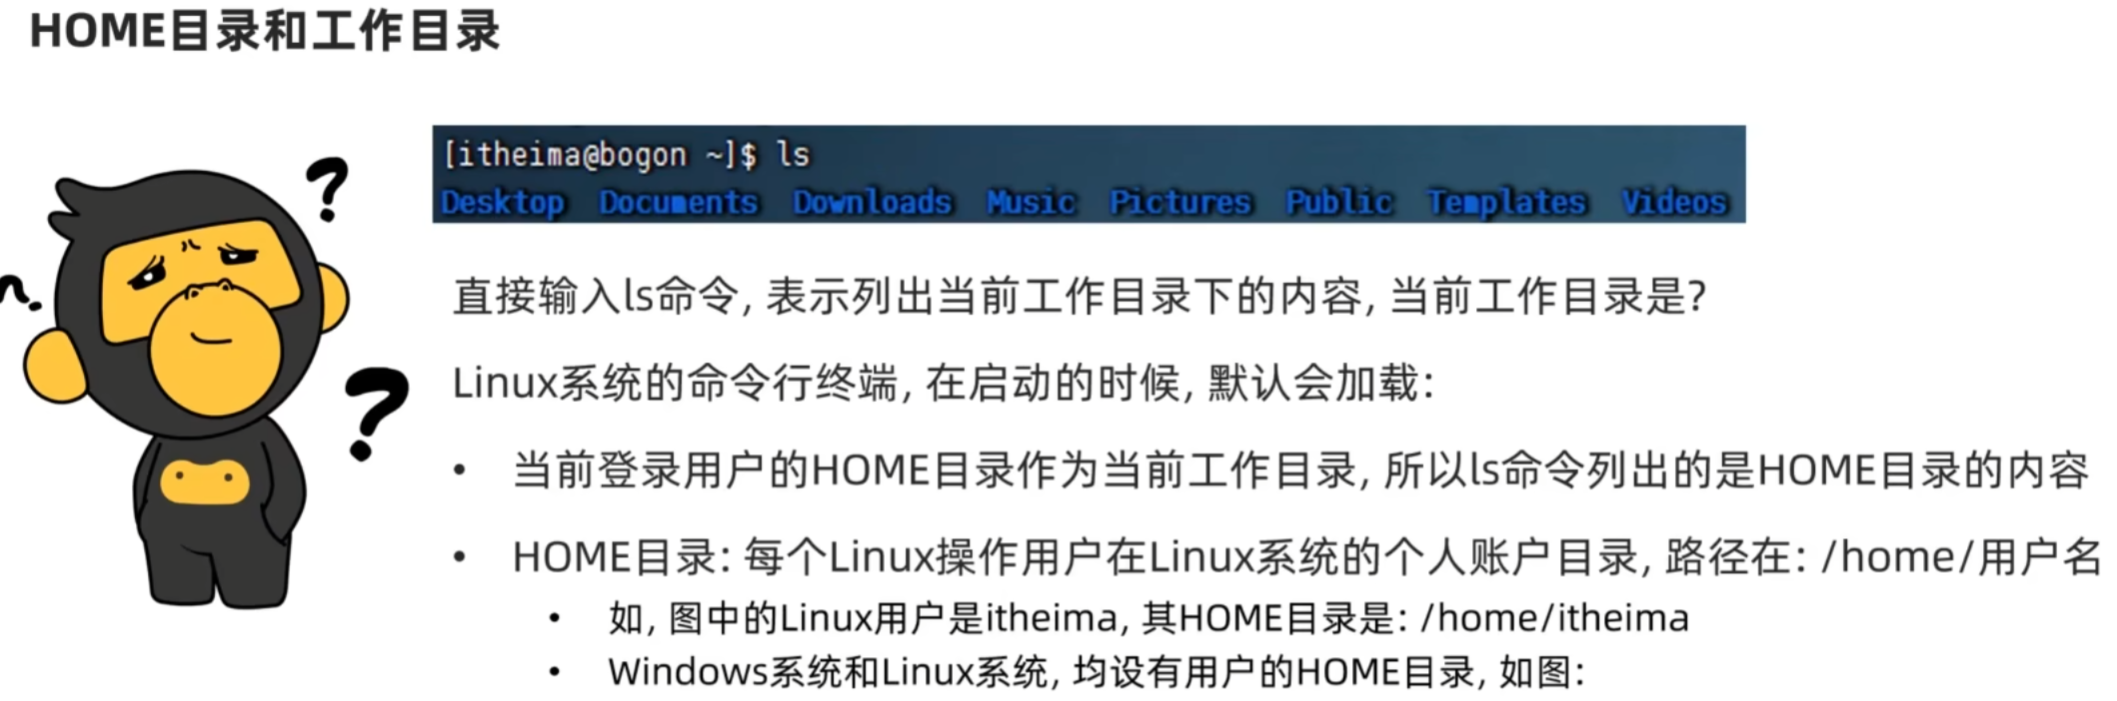 HOME目录和工作目录
[itheima@bogon ~]$ ls
Desktop Documents Downloads Music Pictures Public Templates Videos
直接输入ls命令, 表示列出当前工作目录下的内容, 当前工作目录是?
Linux系统的命令行终端, 在启动的时候, 默认会加载:
• 当前登录用户的HOME目录作为当前工作目录, 所以ls命令列出的是HOME目录的内容
• HOME目录: 每个Linux操作用户在Linux系统的个人账户目录, 路径在: /home/用户名
• 如, 图中的Linux用户是itheima, 其HOME目录是: /home/itheima
• Windows系统和Linux系统, 均设有用户的HOME目录, 如图: